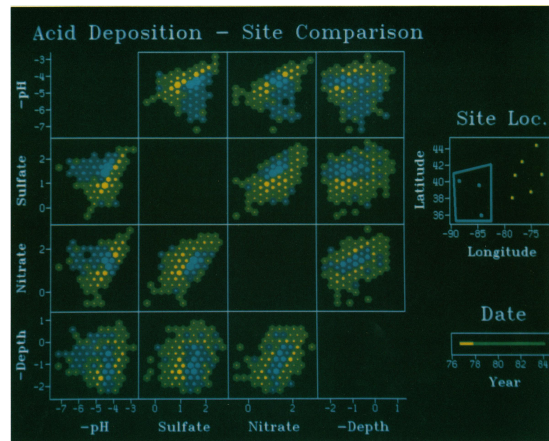 Acid Deposition – Site Comparison
-pH
-3
-4
-5
-6
-7
Sulfate
2
1
0
Nitrate
2
0
-Depth
1
0
-1
-2
-7 -6 -5 -4 -3
-pH
0 1 2
Sulfate
0 2
Nitrate
-2 -1 0 1
-Depth
Site Loc.
Latitude
44
42
40
38
36
-90 -85 -80 -75
Longitude
Date
76 78 80 82 84
Year